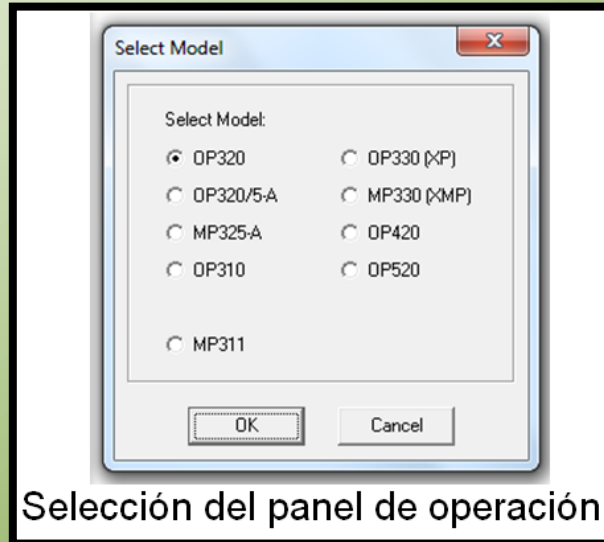 Select Model
Select Model:
OP320
OP330 (XP)
OP320/5-A
MP330 (XMP)
MP325-A
OP420
OP310
OP520
MP311
OK
Cancel
Selección del panel de operación